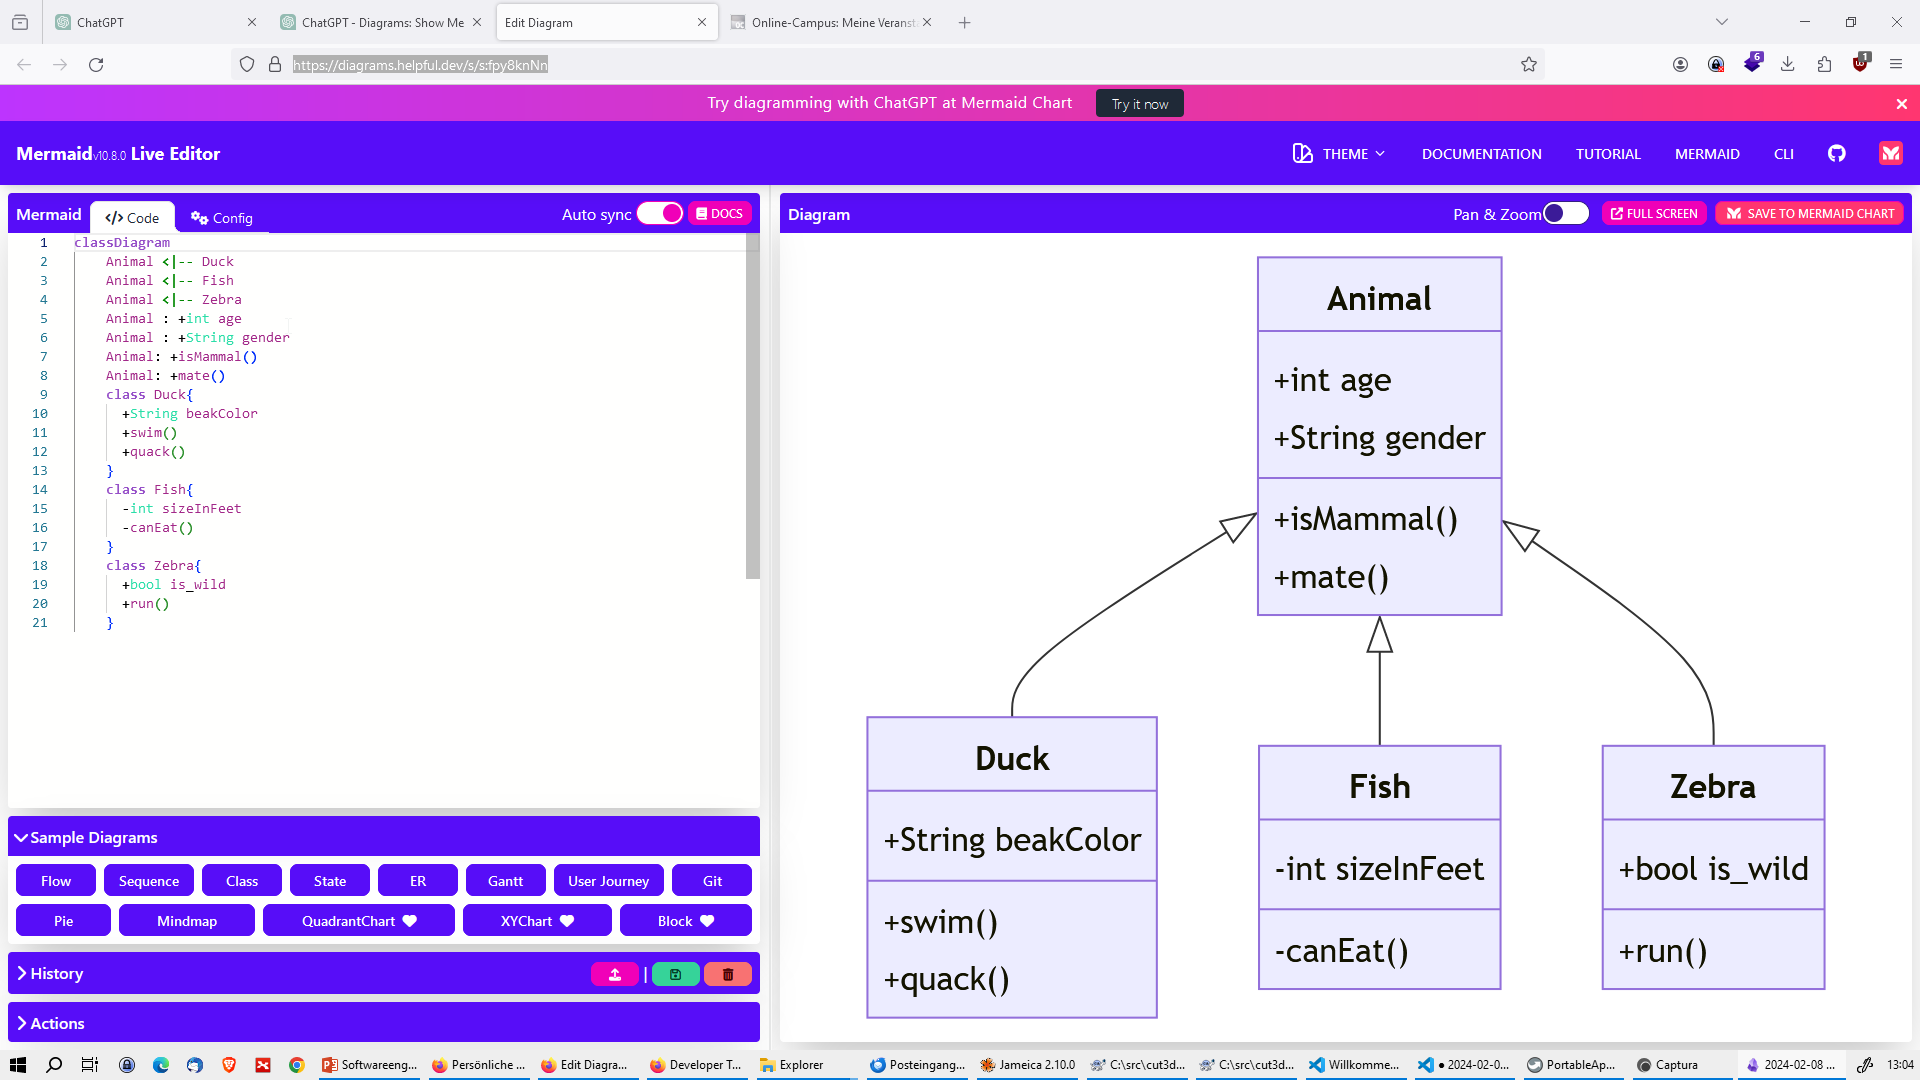 ChatGPT
ChatGPT - Diagrams: Show Me
Edit Diagram
Online-Campus: Meine Veranst
https://diagrams.helpful.dev/s/s:fpy8knNn
6
1
Try diagramming with ChatGPT at Mermaid Chart
Try it now
Mermaid v10.8.0 Live Editor
THEME
DOCUMENTATION
TUTORIAL
MERMAID
CLI
Mermaid
Code
Config
Auto sync
DOCS
1 classDiagram
2 Animal <|-- Duck
3 Animal <|-- Fish
4 Animal <|-- Zebra
5 Animal : +int age
6 Animal : +String gender
7 Animal: +isMammal()
8 Animal: +mate()
9 class Duck{
10 +String beakColor
11 +swim()
12 +quack()
13 }
14 class Fish{
15 -int sizeInFeet
16 -canEat()
17 }
18 class Zebra{
19 +bool is_wild
20 +run()
21 }
Sample Diagrams
Flow
Sequence
Class
State
ER
Gantt
User Journey
Git
Pie
Mindmap
QuadrantChart
XYChart
Block
History
|
Actions
Diagram
Pan & Zoom
FULL SCREEN
SAVE TO MERMAID CHART
Animal
+int age
+String gender
+isMammal()
+mate()
Duck
+String beakColor
+swim()
+quack()
Fish
-int sizeInFeet
-canEat()
Zebra
+bool is_wild
+run()
Softwareeng...
Persönliche ...
Edit Diagra...
Developer T...
Explorer
Posteingang...
Jameica 2.10.0
C:\src\cut3d...
C:\src\cut3d...
Willkomme...
● 2024-02-0...
PortableAp...
Captura
2024-02-08 ...
13:04